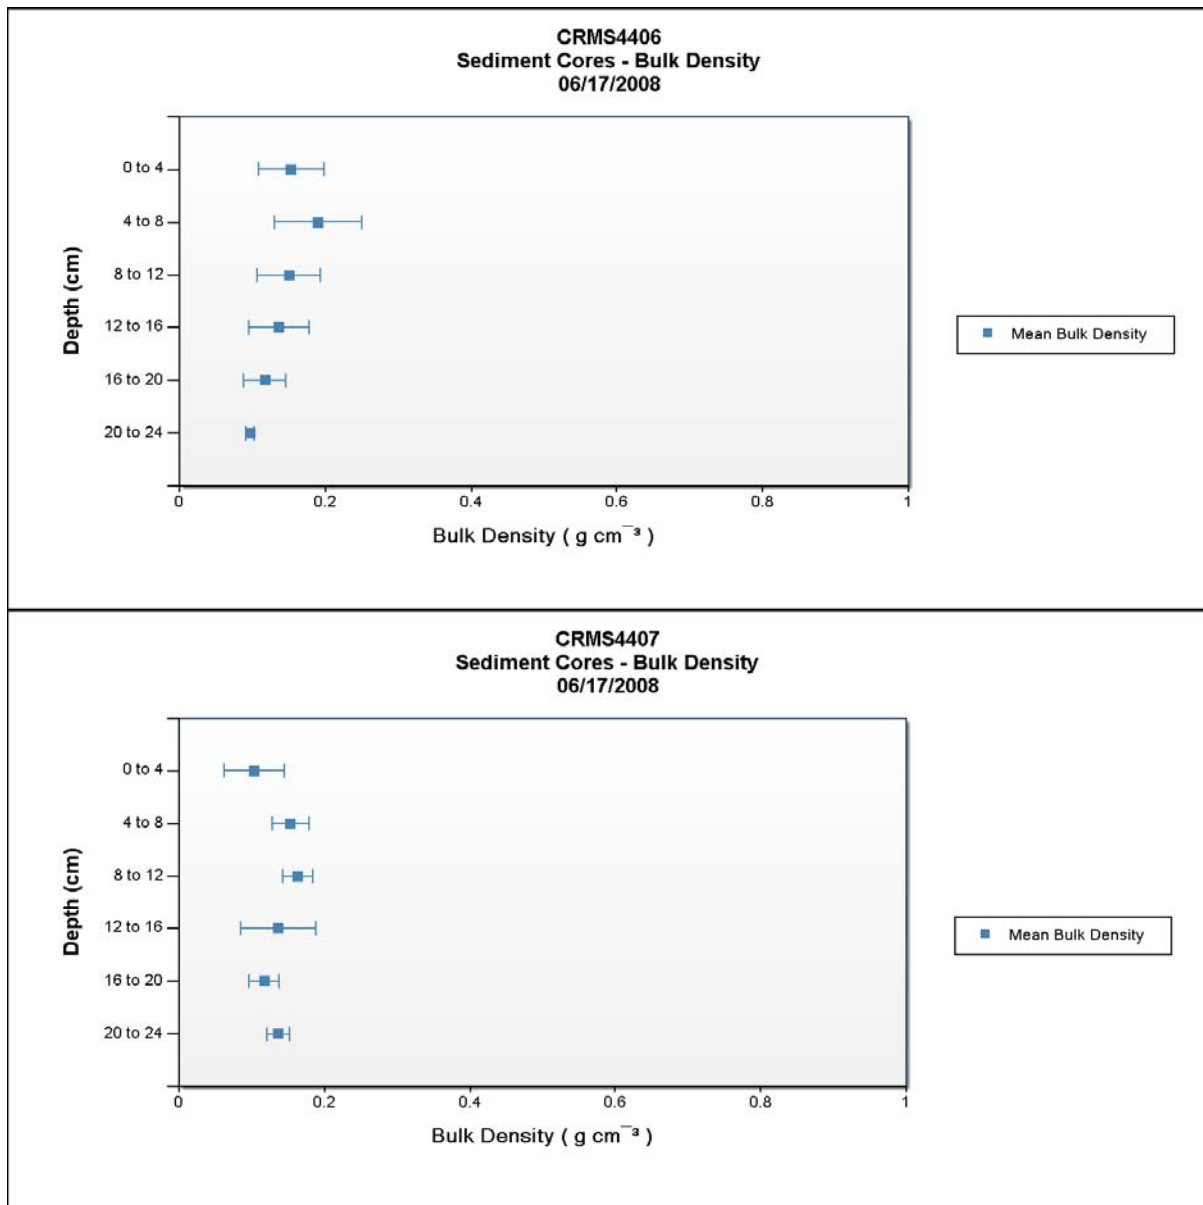 CRMS4406
Sediment Cores - Bulk Density
06/17/2008
Depth (cm)
0 to 4
4 to 8
8 to 12
12 to 16
16 to 20
20 to 24
0 0.2 0.4 0.6 0.8 1
Bulk Density ( g cm⁻³ )
Mean Bulk Density
CRMS4407
Sediment Cores - Bulk Density
06/17/2008
Depth (cm)
0 to 4
4 to 8
8 to 12
12 to 16
16 to 20
20 to 24
0 0.2 0.4 0.6 0.8 1
Bulk Density ( g cm⁻³ )
Mean Bulk Density